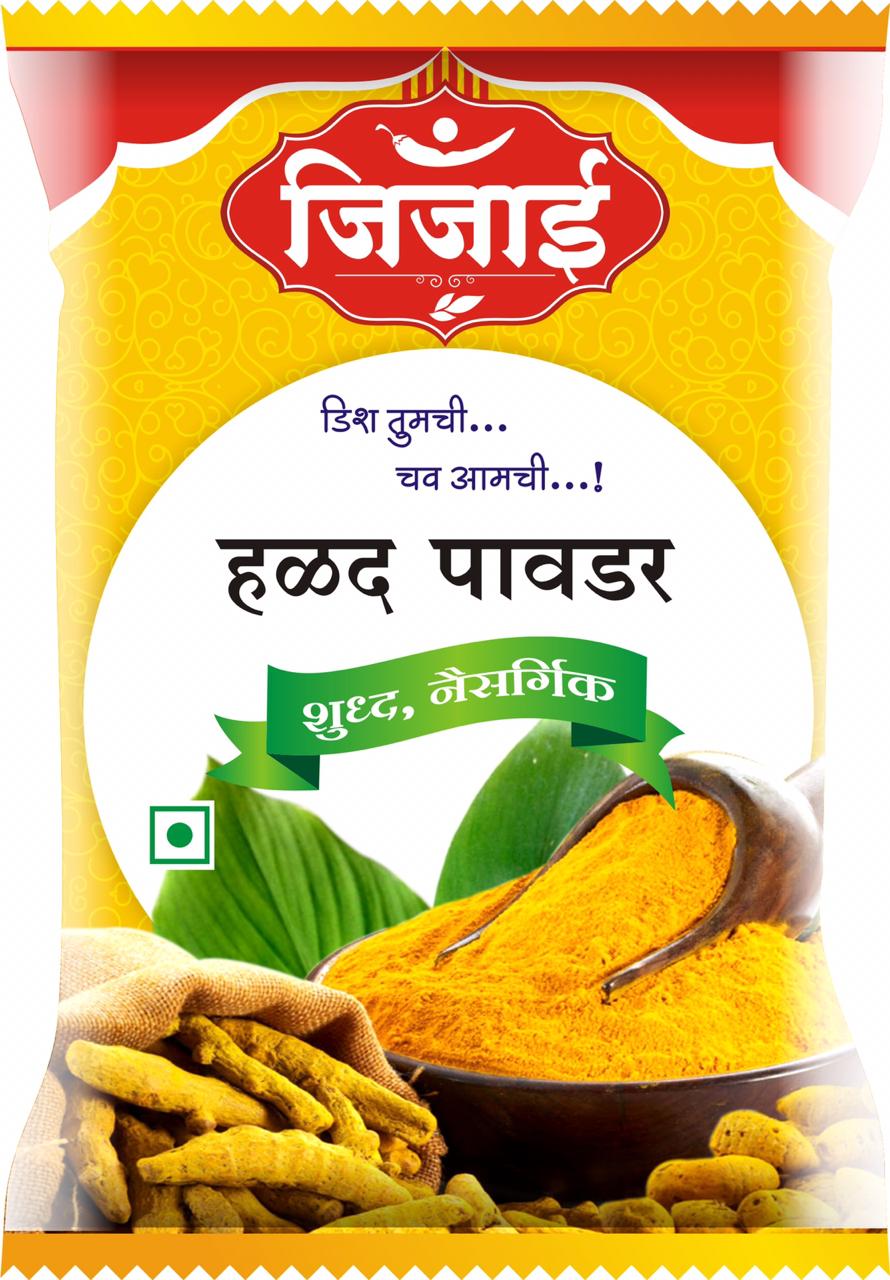 जिजाई
डिश तुमची...
चव आमची...!
हळद पावडर
शुध्द, नैसर्गिक